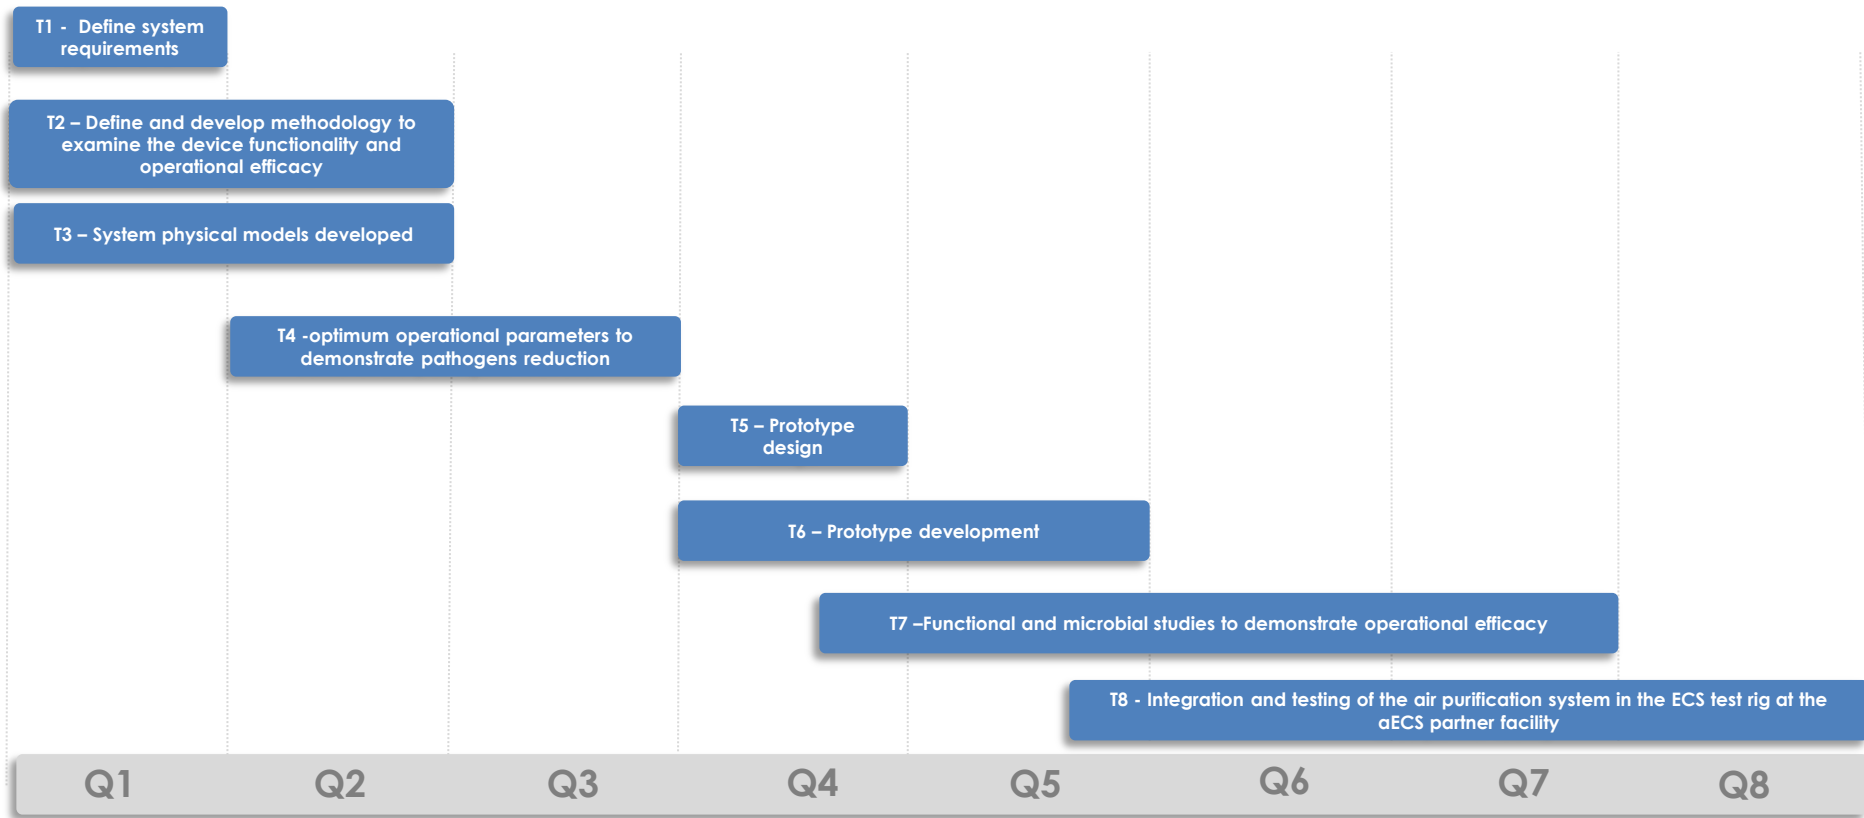 T1 -  Define system
requirements
T2 – Define and develop methodology to
examine the device functionality and
operational efficacy
T3 – System physical models developed
T4 -optimum operational parameters to
demonstrate pathogens reduction
T5 – Prototype
design
T6 – Prototype development
T7 –Functional and microbial studies to demonstrate operational efficacy
T8 - Integration and testing of the air purification system in the ECS test rig at the
aECS partner facility
Q1 Q2 Q3 Q4 Q5 Q6 Q7 Q8